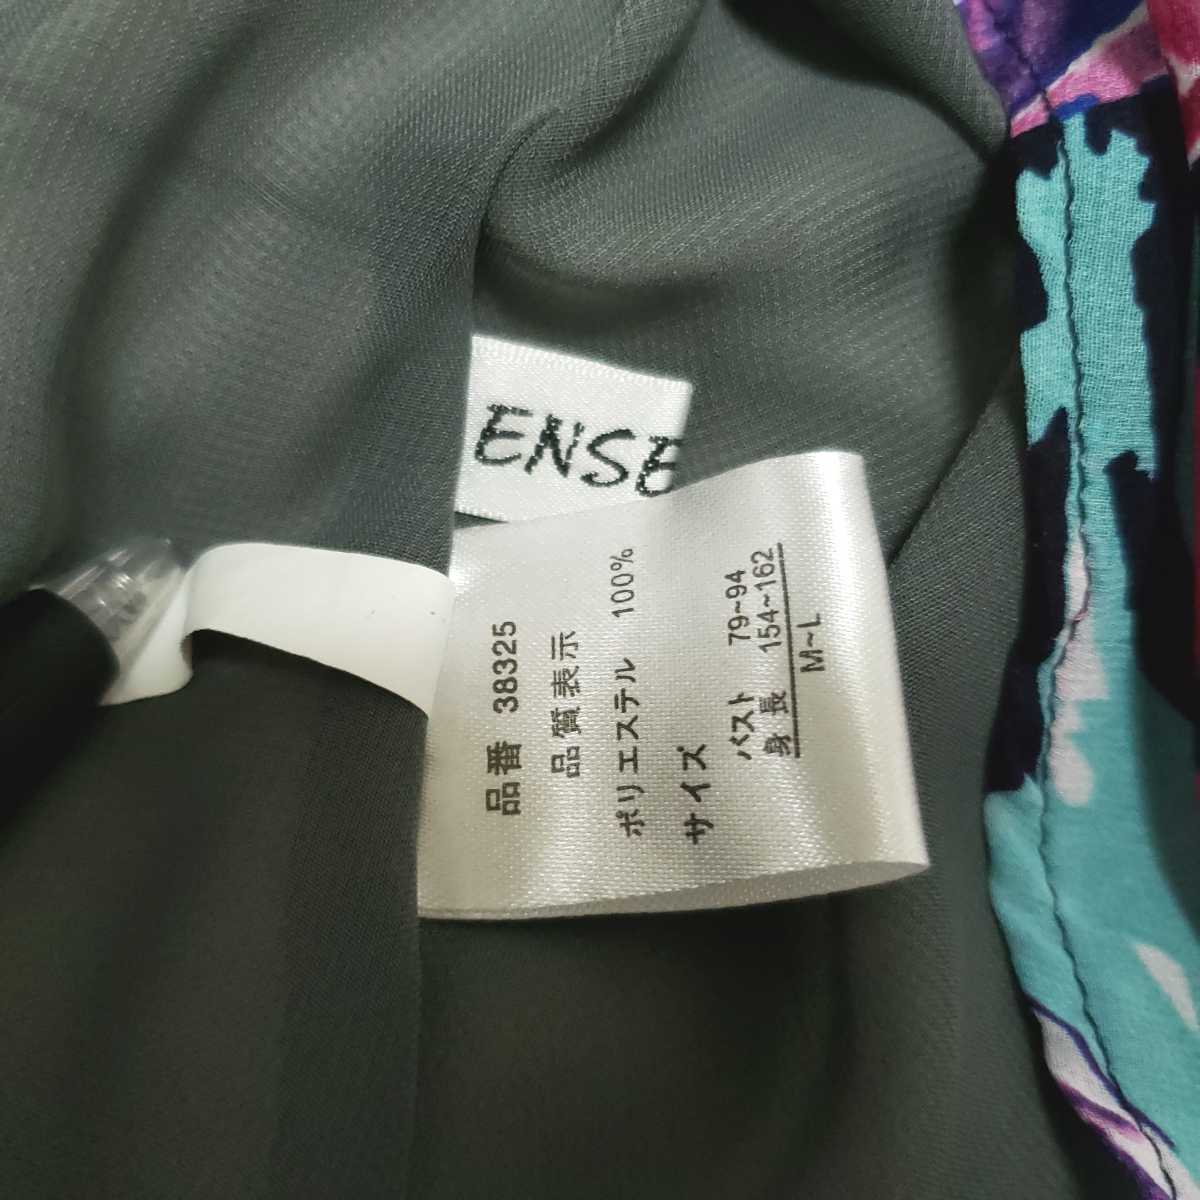 ENSE
品番 38325
品質表示
ポリエステル 100%
サイズ
バスト 79~94
身長 154~162
M~L